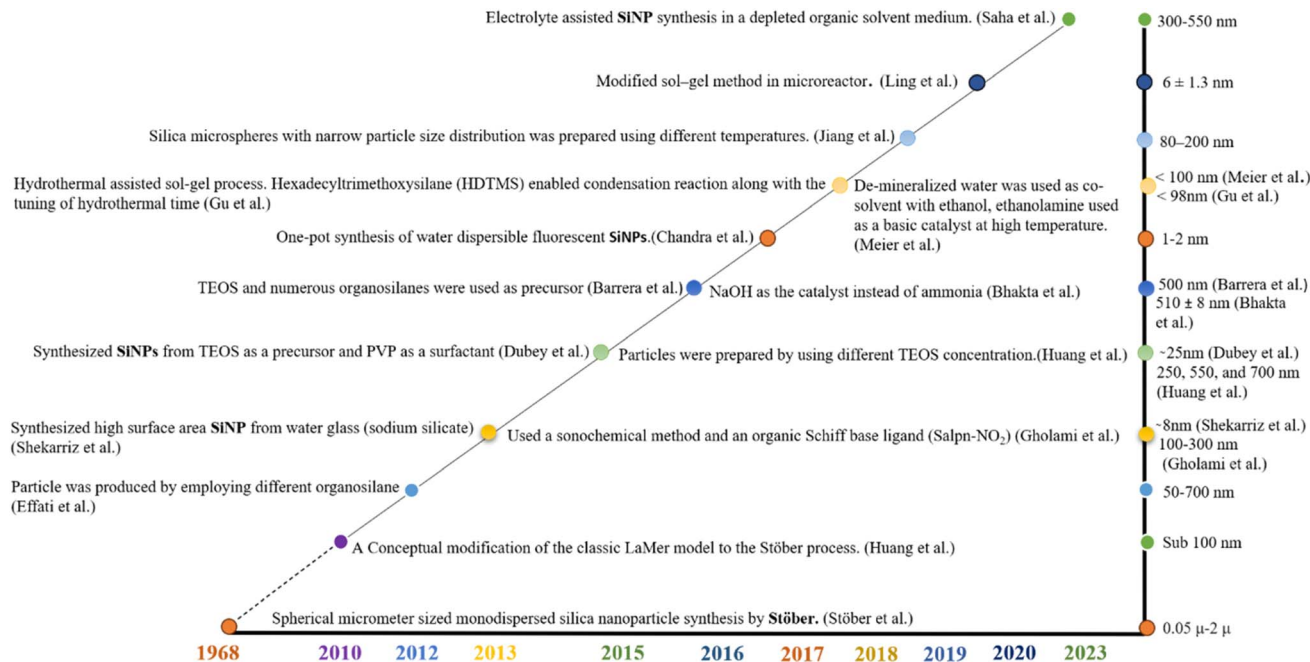 Electrolyte assisted SiNP synthesis in a depleted organic solvent medium. (Saha et al.)
300-550 nm
Modified sol–gel method in microreactor. (Ling et al.)
6 ± 1.3 nm
Silica microspheres with narrow particle size distribution was prepared using different temperatures. (Jiang et al.)
80–200 nm
Hydrothermal assisted sol-gel process. Hexadecyltrimethoxysilane (HDTMS) enabled condensation reaction along with the
tuning of hydrothermal time (Gu et al.)
De-mineralized water was used as co-
solvent with ethanol, ethanolamine used
as a basic catalyst at high temperature.
(Meier et al.)
< 100 nm (Meier et al.)
< 98nm (Gu et al.)
One-pot synthesis of water dispersible fluorescent SiNPs.(Chandra et al.)
1-2 nm
TEOS and numerous organosilanes were used as precursor (Barrera et al.)
NaOH as the catalyst instead of ammonia (Bhakta et al.)
500 nm (Barrera et al.)
510 ± 8 nm (Bhakta
et al.)
Synthesized SiNPs from TEOS as a precursor and PVP as a surfactant (Dubey et al.)
Particles were prepared by using different TEOS concentration.(Huang et al.)
~25nm (Dubey et al.)
250, 550, and 700 nm
(Huang et al.)
Synthesized high surface area SiNP from water glass (sodium silicate)
(Shekarriz et al.)
Used a sonochemical method and an organic Schiff base ligand (Salpn-NO₂) (Gholami et al.)
~8nm (Shekarriz et al.)
100-300 nm
(Gholami et al.)
Particle was produced by employing different organosilane
(Effati et al.)
50-700 nm
A Conceptual modification of the classic LaMer model to the Stöber process. (Huang et al.)
Sub 100 nm
Spherical micrometer sized monodispersed silica nanoparticle synthesis by Stöber. (Stöber et al.)
0.05 μ-2 μ
1968 2010 2012 2013 2015 2016 2017 2018 2019 2020 2023